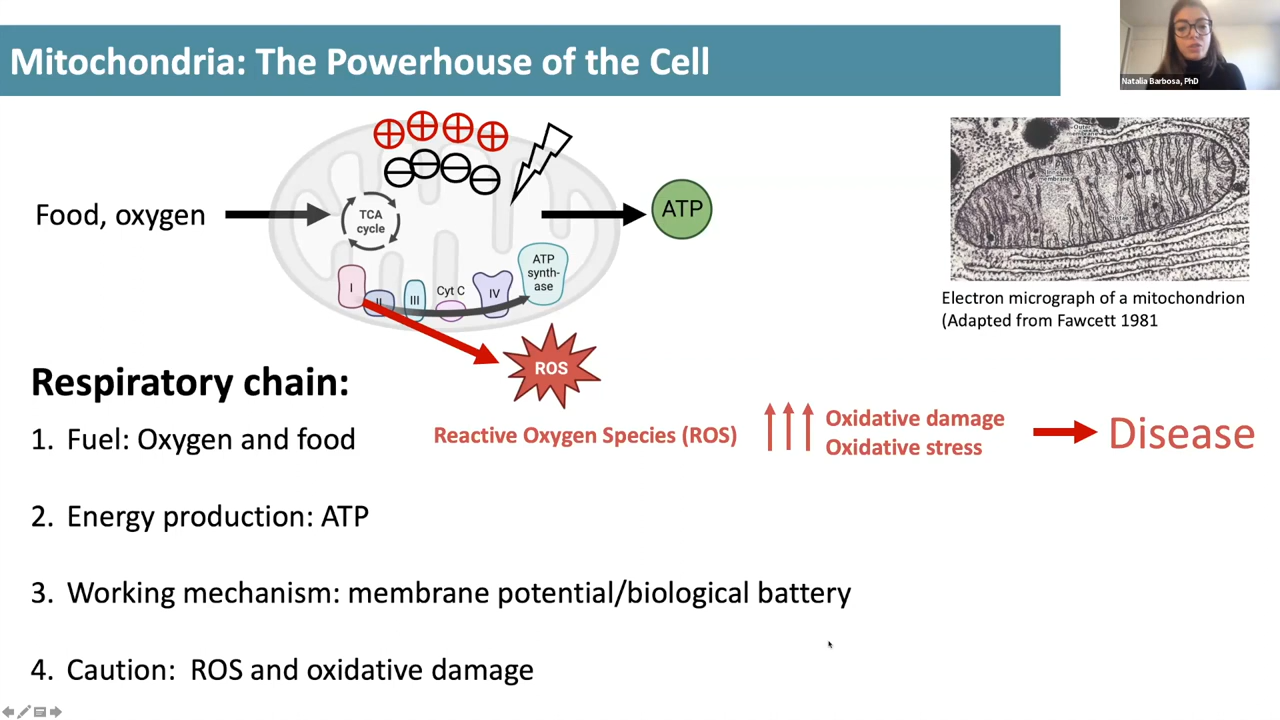 Mitochondria: The Powerhouse of the Cell
Natalia Barbosa, PhD
Food, oxygen
TCA
cycle
ATP
I
II
III
Cyt C
IV
ATP
synth-
ase
ROS
Outer
membrane
membrane
Electron micrograph of a mitochondrion
(Adapted from Fawcett 1981
Respiratory chain:
1. Fuel: Oxygen and food
Reactive Oxygen Species (ROS)
Oxidative damage
Oxidative stress
Disease
2. Energy production: ATP
3. Working mechanism: membrane potential/biological battery
4. Caution: ROS and oxidative damage